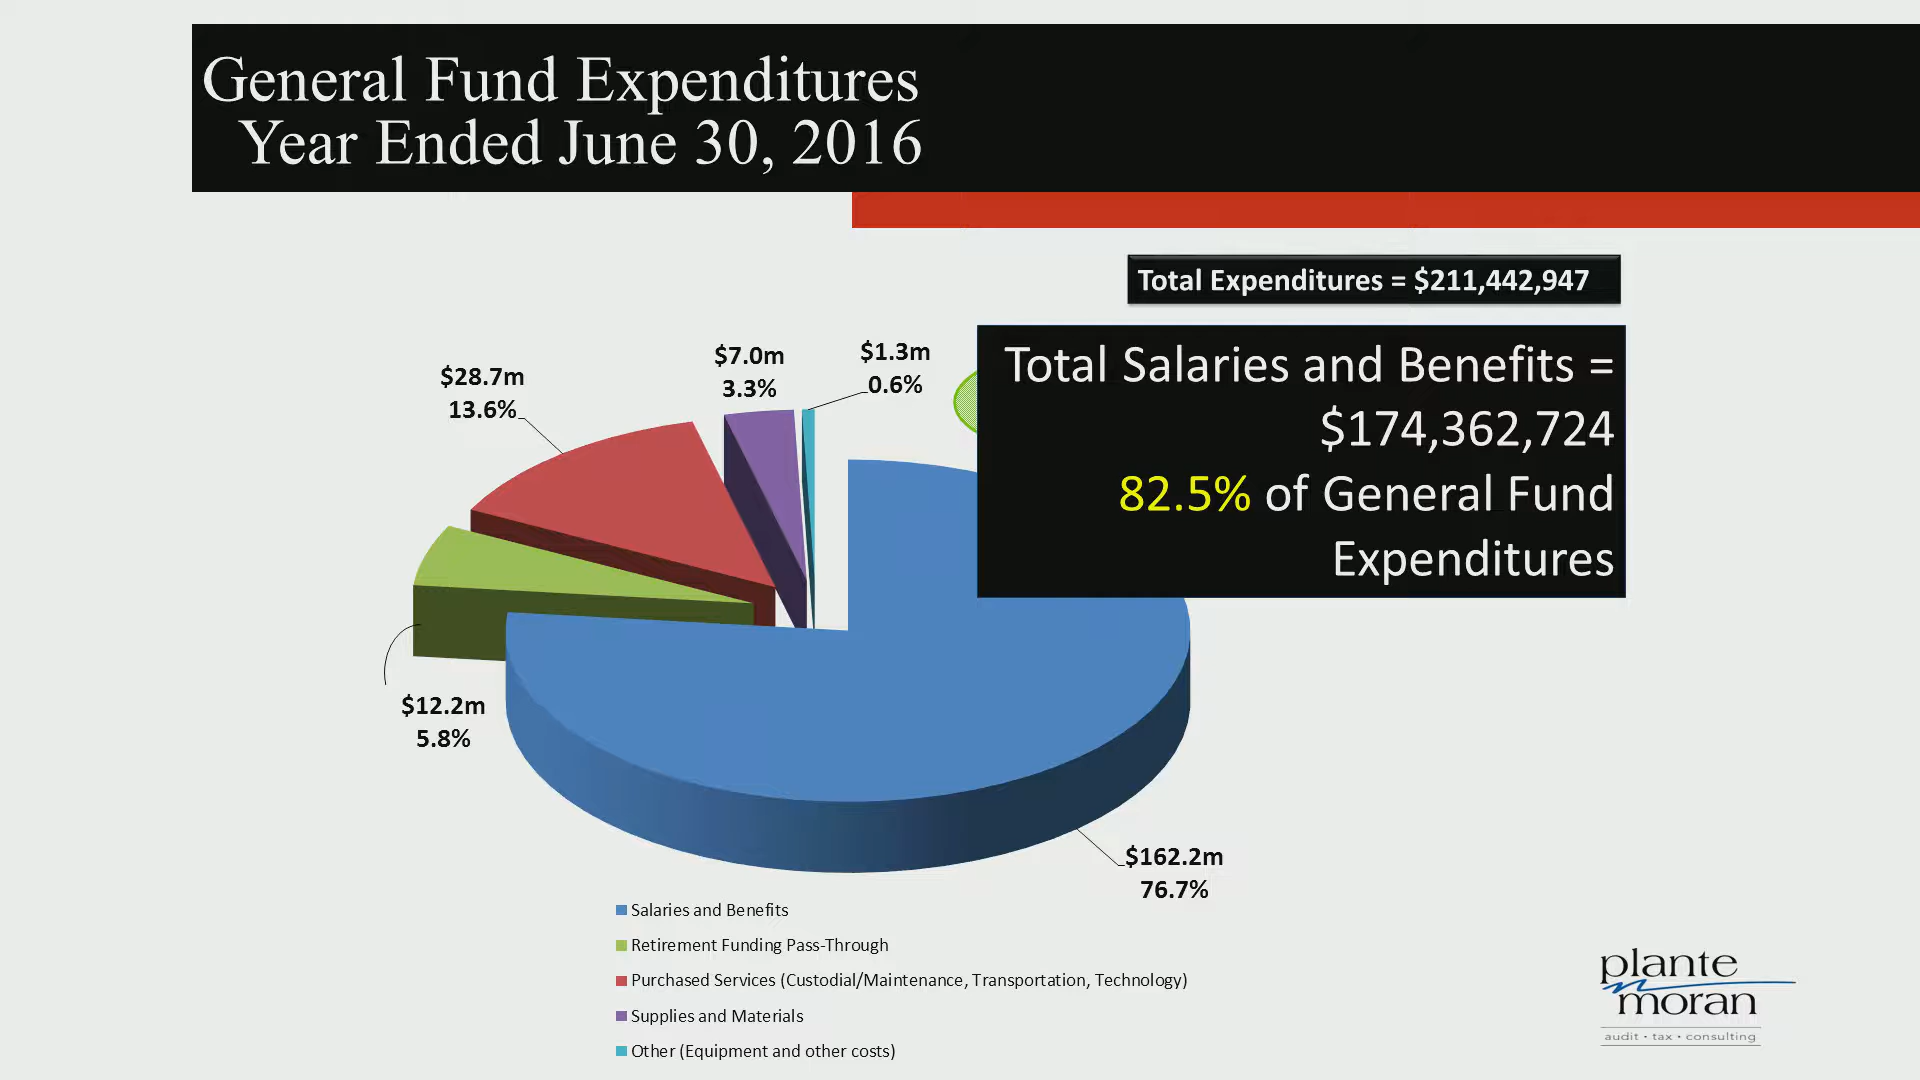 General Fund Expenditures
Year Ended June 30, 2016
Total Expenditures = $211,442,947
Total Salaries and Benefits =
$174,362,724
82.5% of General Fund
Expenditures
$28.7m
13.6%
$7.0m
3.3%
$1.3m
0.6%
$12.2m
5.8%
$162.2m
76.7%
Salaries and Benefits
Retirement Funding Pass-Through
Purchased Services (Custodial/Maintenance, Transportation, Technology)
Supplies and Materials
Other (Equipment and other costs)
plante
moran
audit • tax • consulting